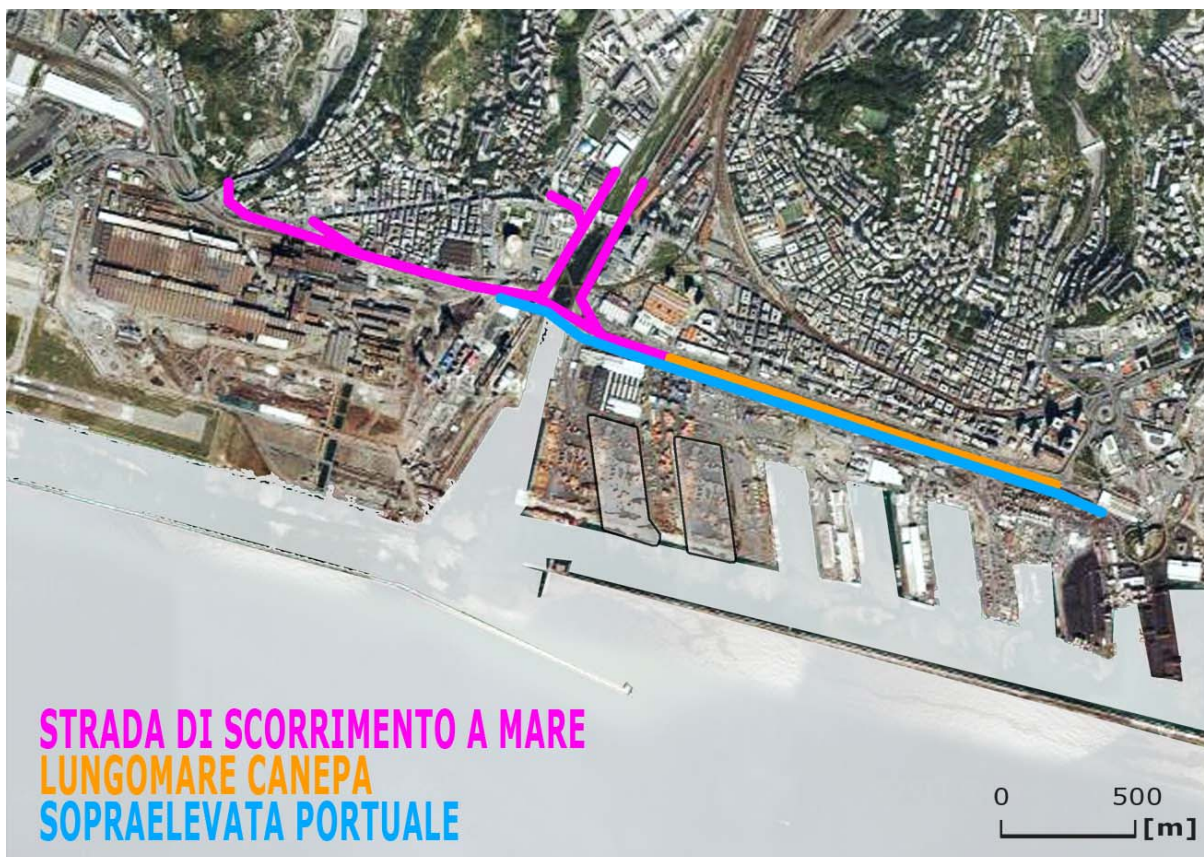 STRADA DI SCORRIMENTO A MARE
LUNGOMARE CANEPA
SOPRAELEVATA PORTUALE
0 500
[m]